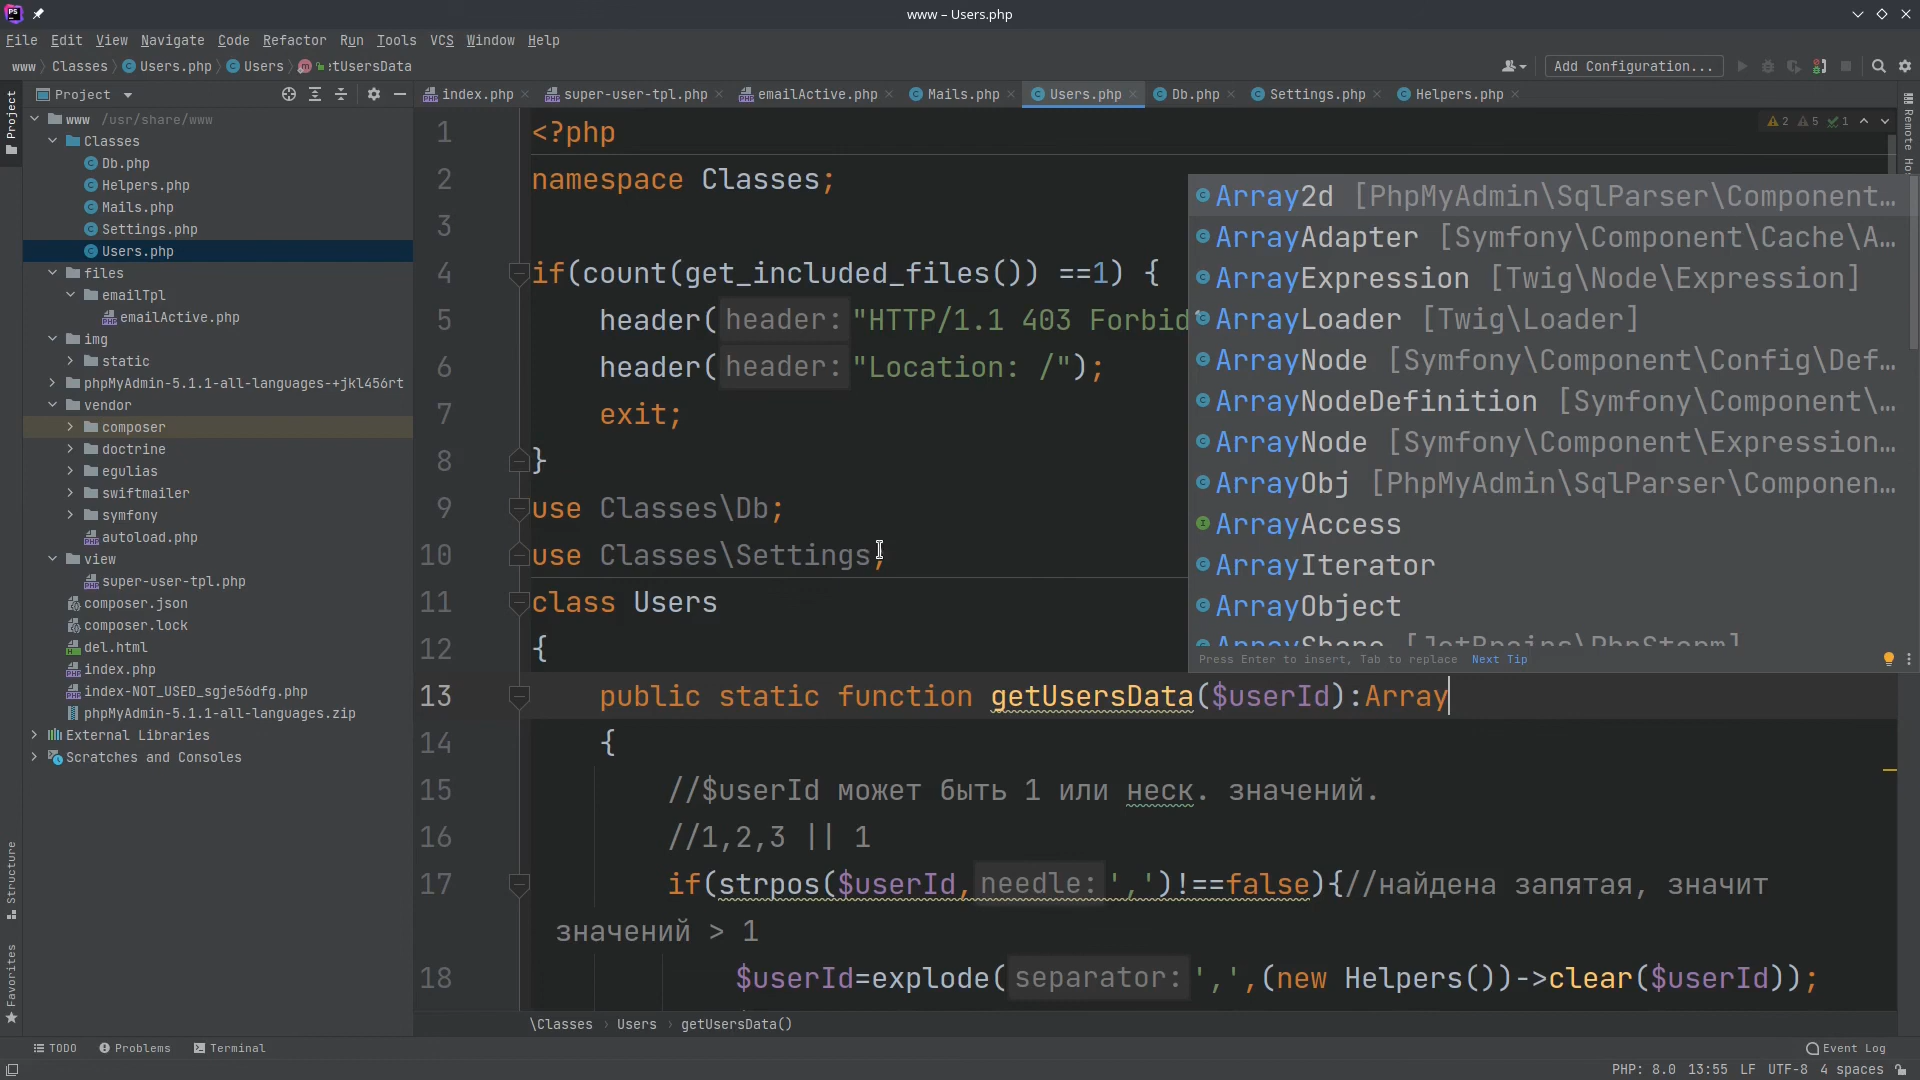 www – Users.php
File Edit View Navigate Code Refactor Run Tools VCS Window Help
www Classes Users.php Users :tUsersData
Add Configuration...
Project
index.php super-user-tpl.php emailActive.php Mails.php Users.php Db.php Settings.php Helpers.php
Project
www /usr/share/www
Classes
Db.php
Helpers.php
Mails.php
Settings.php
Users.php
files
emailTpl
emailActive.php
img
static
phpMyAdmin-5.1.1-all-languages-+jkl456rt
vendor
composer
doctrine
egulias
swiftmailer
symfony
autoload.php
view
super-user-tpl.php
composer.json
composer.lock
del.html
index.php
index-NOT_USED_sgje56dfg.php
phpMyAdmin-5.1.1-all-languages.zip
External Libraries
Scratches and Consoles
Structure
Favorites
2 5 1
1 <?php
2 namespace Classes;
3
4 if(count(get_included_files()) ==1) {
5 header( header: "HTTP/1.1 403 Forbid
6 header( header: "Location: /");
7 exit;
8 }
9 use Classes\Db;
10 use Classes\Settings;
11 class Users
12 {
13 public static function getUsersData($userId):Array
14 {
15 //$userId может быть 1 или неск. значений.
16 //1,2,3 || 1
17 if(strpos($userId, needle: ',')!==false){//найдена запятая, значит
значений > 1
18 $userId=explode( separator: ',',(new Helpers())->clear($userId));
Array2d [PhpMyAdmin\SqlParser\Component…
ArrayAdapter [Symfony\Component\Cache\A…
ArrayExpression [Twig\Node\Expression]
ArrayLoader [Twig\Loader]
ArrayNode [Symfony\Component\Config\Def…
ArrayNodeDefinition [Symfony\Component\…
ArrayNode [Symfony\Component\Expression…
ArrayObj [PhpMyAdmin\SqlParser\Componen…
ArrayAccess
ArrayIterator
ArrayObject
ArrayShape [JetBrains\PhpStorm]
Press Enter to insert, Tab to replace Next Tip
Remote Ho
\Classes Users getUsersData()
TODO Problems Terminal Event Log
PHP: 8.0 13:55 LF UTF-8 4 spaces